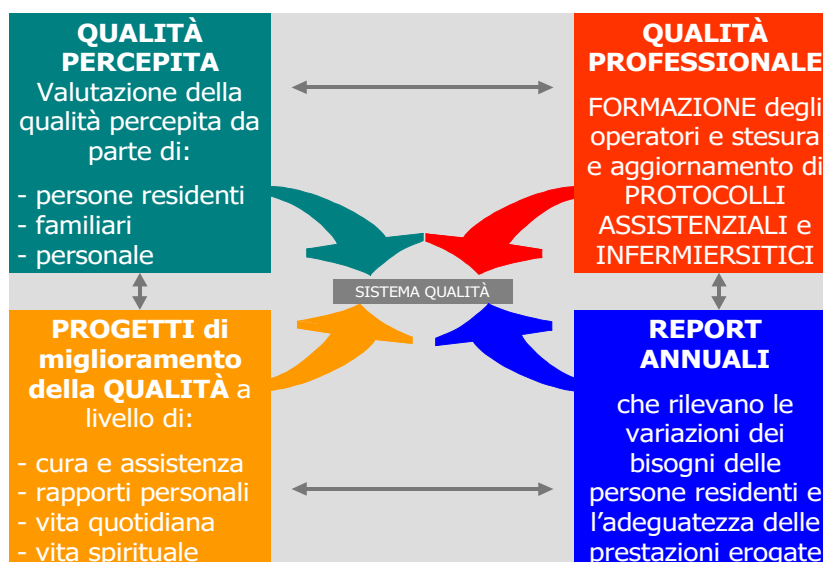 QUALITÀ
PERCEPITA
Valutazione della
qualità percepita da
parte di:
- persone residenti
- familiari
- personale
QUALITÀ
PROFESSIONALE
FORMAZIONE degli
operatori e stesura
e aggiornamento di
PROTOCOLLI
ASSISTENZIALI e
INFERMIERSITICI
SISTEMA QUALITÀ
PROGETTI di
miglioramento
della QUALITÀ a
livello di:
- cura e assistenza
- rapporti personali
- vita quotidiana
- vita spirituale
REPORT
ANNUALI
che rilevano le
variazioni dei
bisogni delle
persone residenti e
l’adeguatezza delle
prestazioni erogate